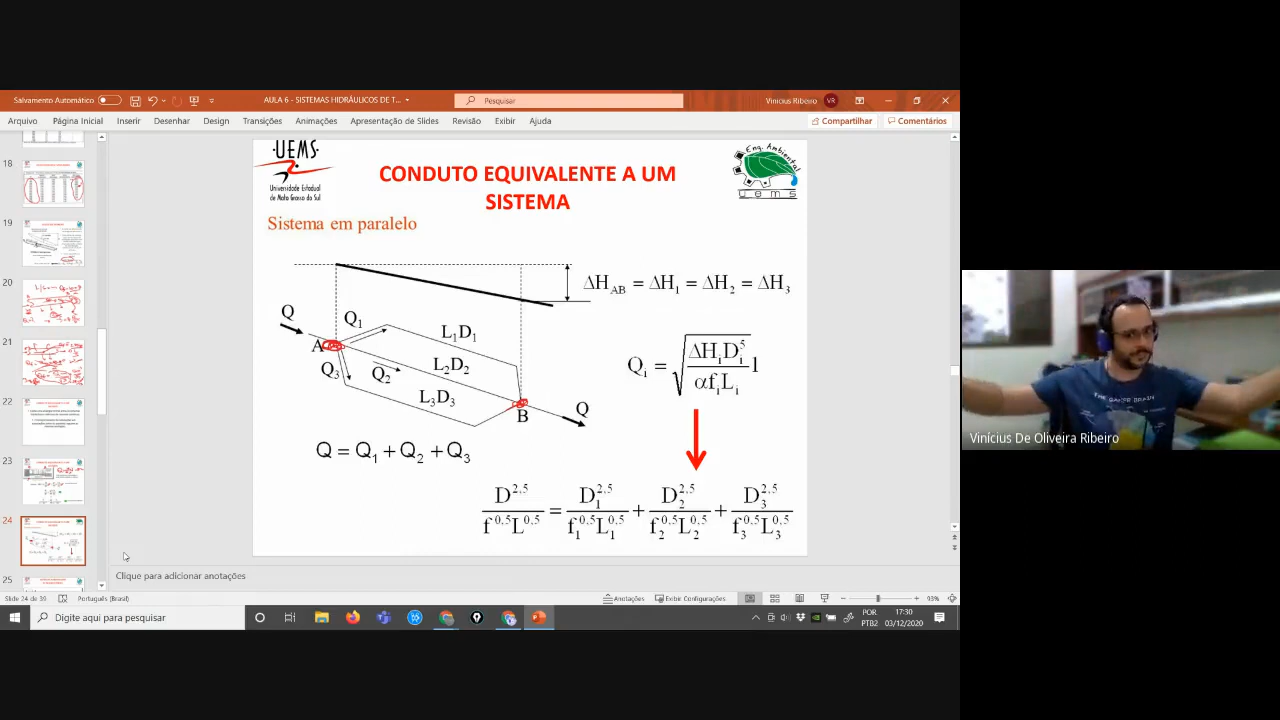 Salvamento Automático
AULA 6 - SISTEMAS HIDRÁULICOS DE T...
Pesquisar
Vinicius Ribeiro
VR
Arquivo Página Inicial Inserir Desenhar Design Transições Animações Apresentação de Slides Revisão Exibir Ajuda
Compartilhar
Comentários
18
19
20
21
22
23
24
25
UEMS
Universidade Estadual
de Mato Grosso do Sul
CONDUTO EQUIVALENTE A UM
SISTEMA
Eng. Ambiental
uems
Sistema em paralelo
ΔH_AB = ΔH_1 = ΔH_2 = ΔH_3
Q
Q_1
L_1D_1
A
Q_3
Q_2
L_2D_2
L_3D_3
B
Q
Q_i = √(ΔH_i D_i^5 / αf_i L_i) 1
Q = Q_1 + Q_2 + Q_3
D^2,5 / f^0,5 L^0,5 = D_1^2,5 / f_1^0,5 L_1^0,5 + D_2^2,5 / f_2^0,5 L_2^0,5 + D_3^2,5 / f_3^0,5 L_3^0,5
Clique para adicionar anotações
Slide 24 de 39
Português (Brasil)
Anotações
Exibir Configurações
93%
Digite aqui para pesquisar
POR
PTB2
17:30
03/12/2020
THE GAMER BRAIN
Vinícius De Oliveira Ribeiro